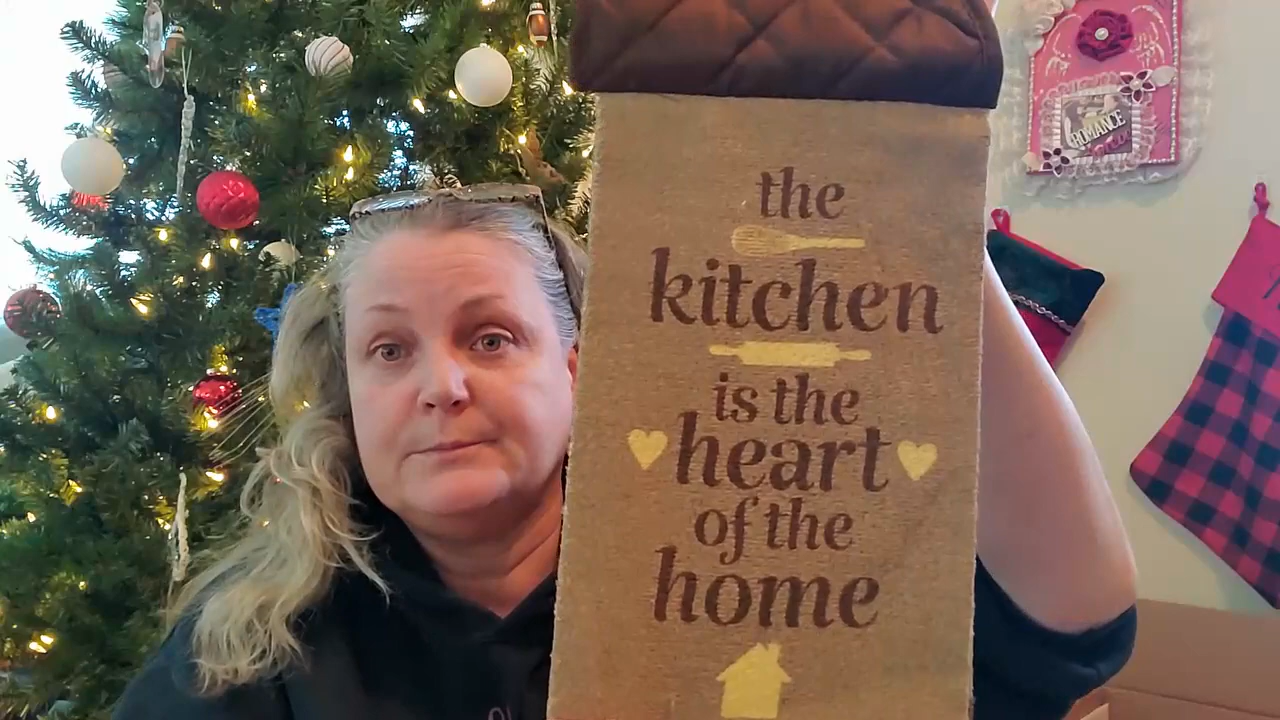 the
kitchen
is the
heart
of the
home
ROMANCE